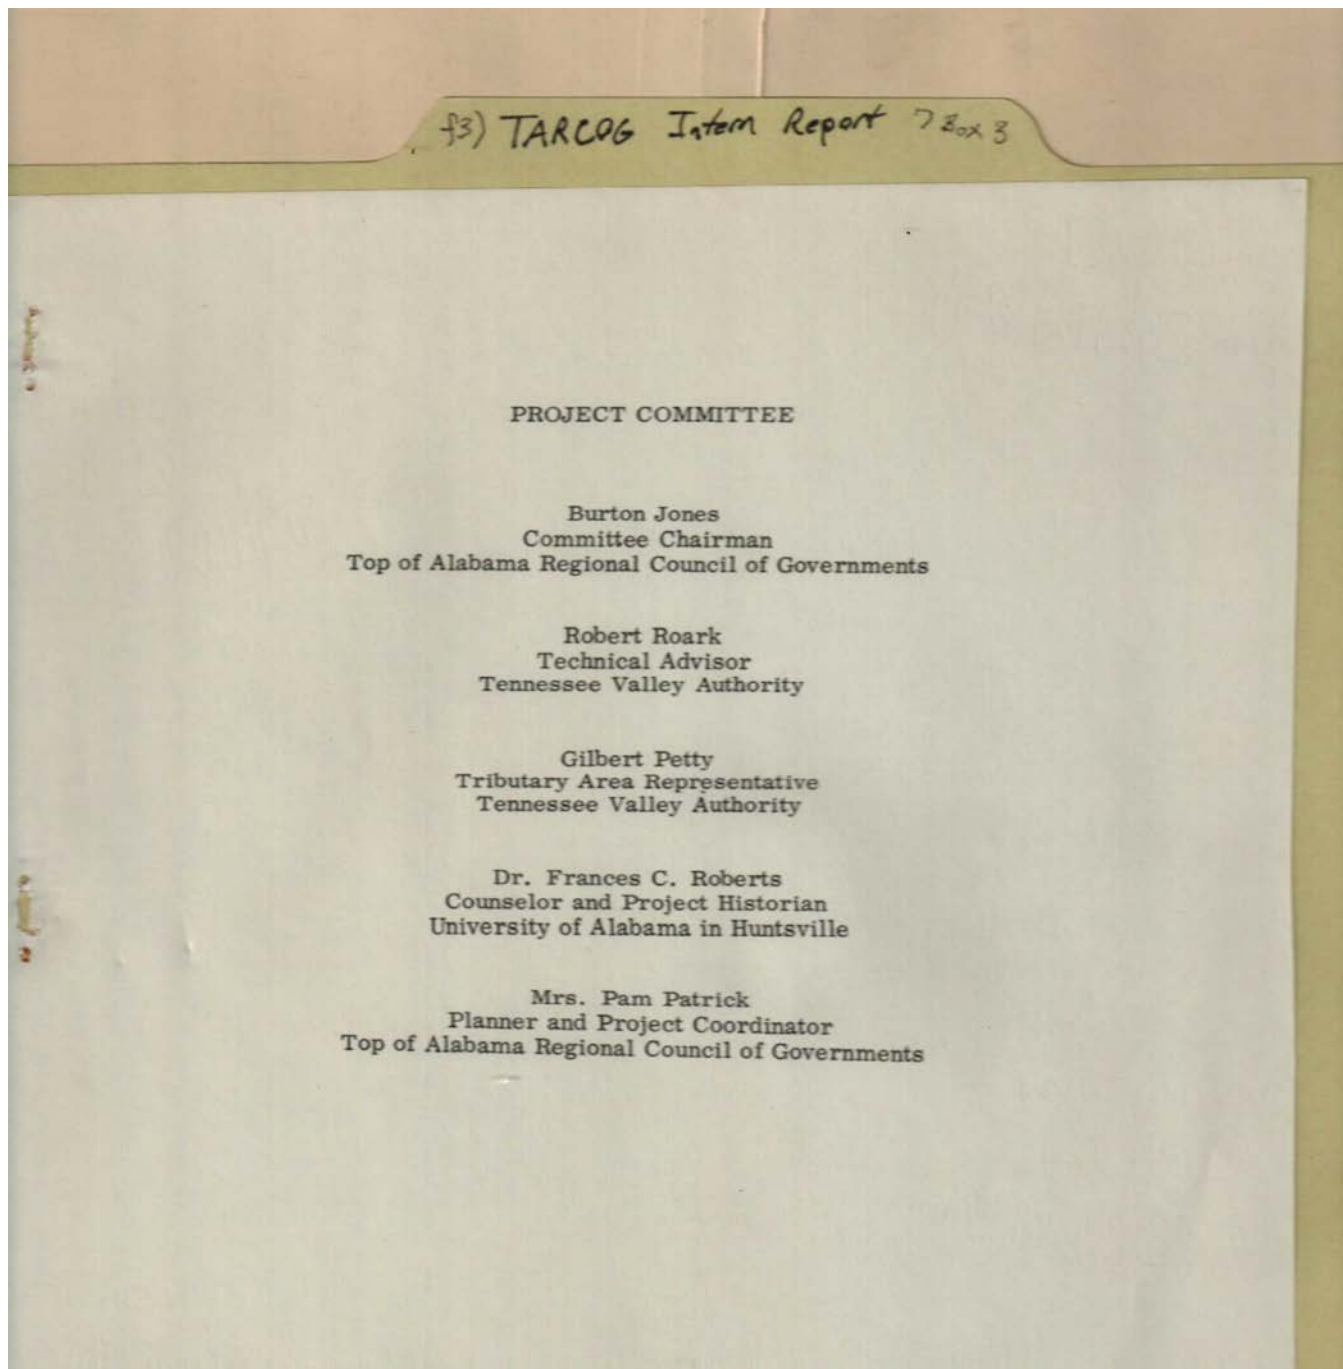 f3) TARCOG Intern Report Box 3
PROJECT COMMITTEE
Burton Jones
Committee Chairman
Top of Alabama Regional Council of Governments
Robert Roark
Technical Advisor
Tennessee Valley Authority
Gilbert Petty
Tributary Area Representative
Tennessee Valley Authority
Dr. Frances C. Roberts
Counselor and Project Historian
University of Alabama in Huntsville
Mrs. Pam Patrick
Planner and Project Coordinator
Top of Alabama Regional Council of Governments